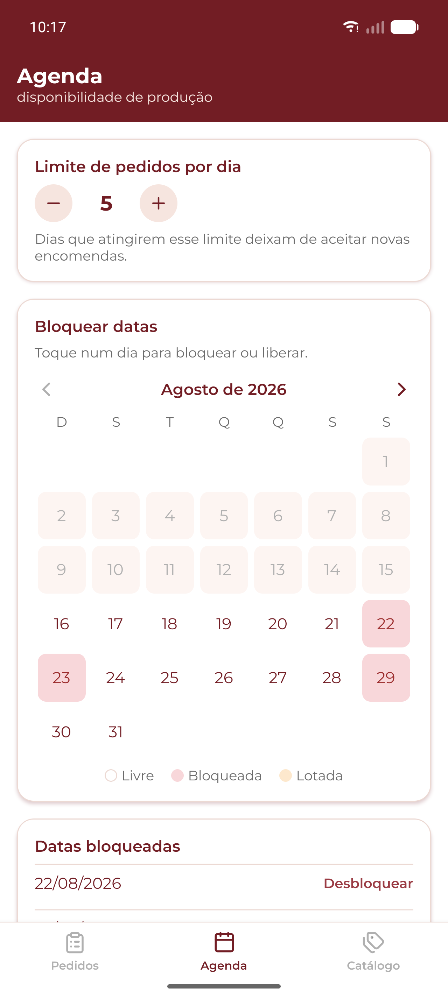 10:17
Agenda
disponibilidade de produção
Limite de pedidos por dia
5
Dias que atingirem esse limite deixam de aceitar novas
encomendas.
Bloquear datas
Toque num dia para bloquear ou liberar.
Agosto de 2026
D S T Q Q S S
1
2 3 4 5 6 7 8
9 10 11 12 13 14 15
16 17 18 19 20 21 22
23 24 25 26 27 28 29
30 31
Livre Bloqueada Lotada
Datas bloqueadas
22/08/2026 Desbloquear
Pedidos Agenda Catálogo